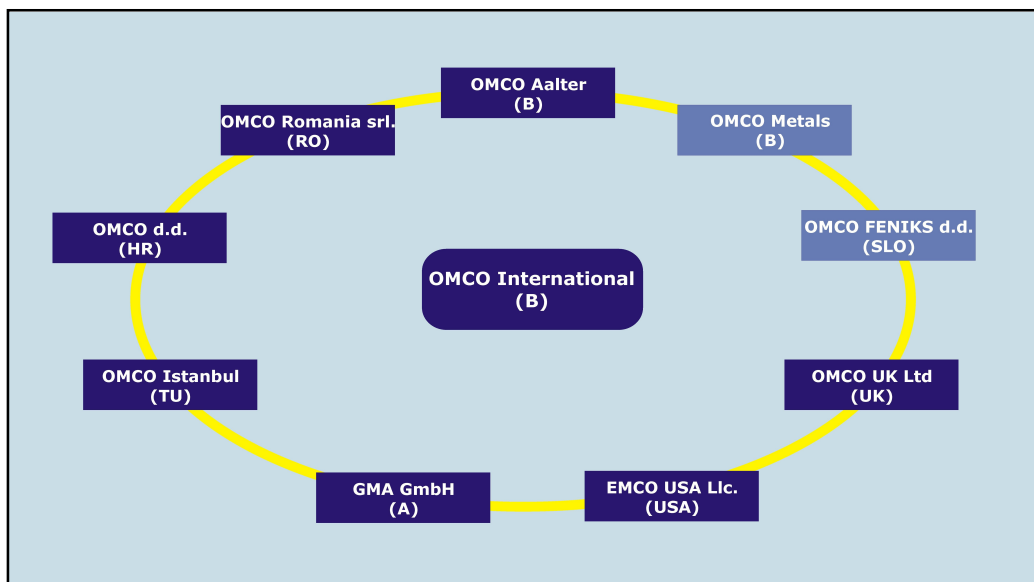 OMCO Aalter
(B)
OMCO Romania srl.
(RO)
OMCO Metals
(B)
OMCO d.d.
(HR)
OMCO FENIKS d.d.
(SLO)
OMCO International
(B)
OMCO Istanbul
(TU)
OMCO UK Ltd
(UK)
GMA GmbH
(A)
EMCO USA Llc.
(USA)